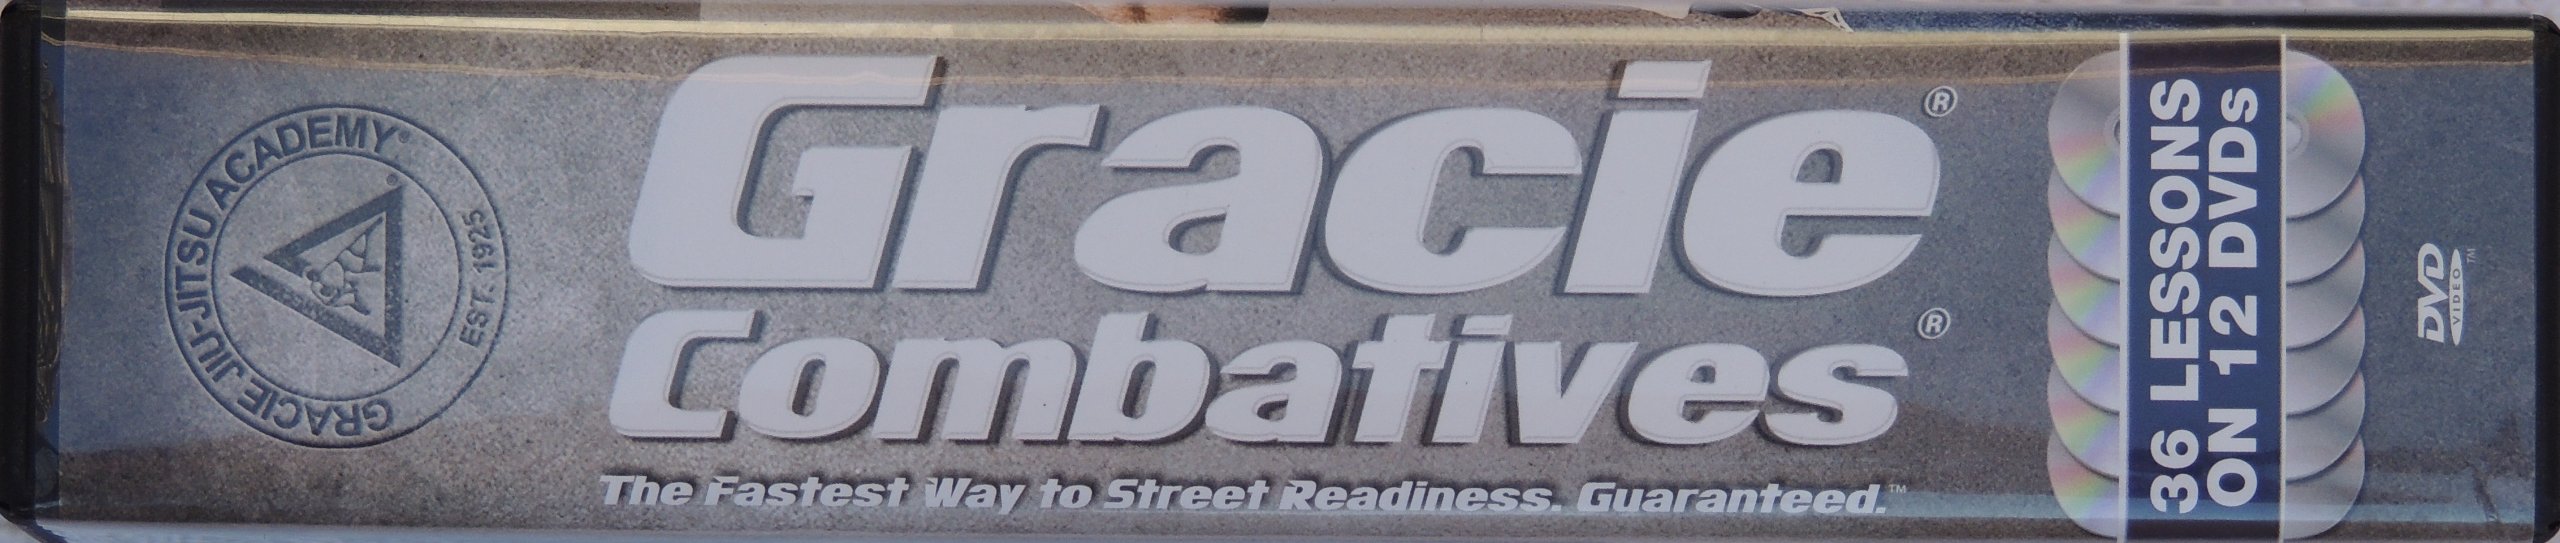 GRACIE JIU-JITSU ACADEMY®
EST. 1925
Gracie®
Combatives®
The Fastest Way to Street Readiness. Guaranteed.™
36 LESSONS
ON 12 DVDs
DVD
VIDEO™